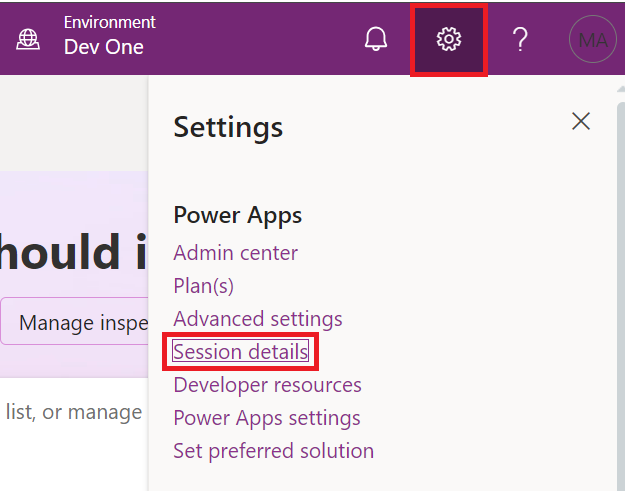 Environment
Dev One
?
MA
Settings
Power Apps
Admin center
Plan(s)
Advanced settings
Session details
Developer resources
Power Apps settings
Set preferred solution
hould i
Manage inspe
list, or manage